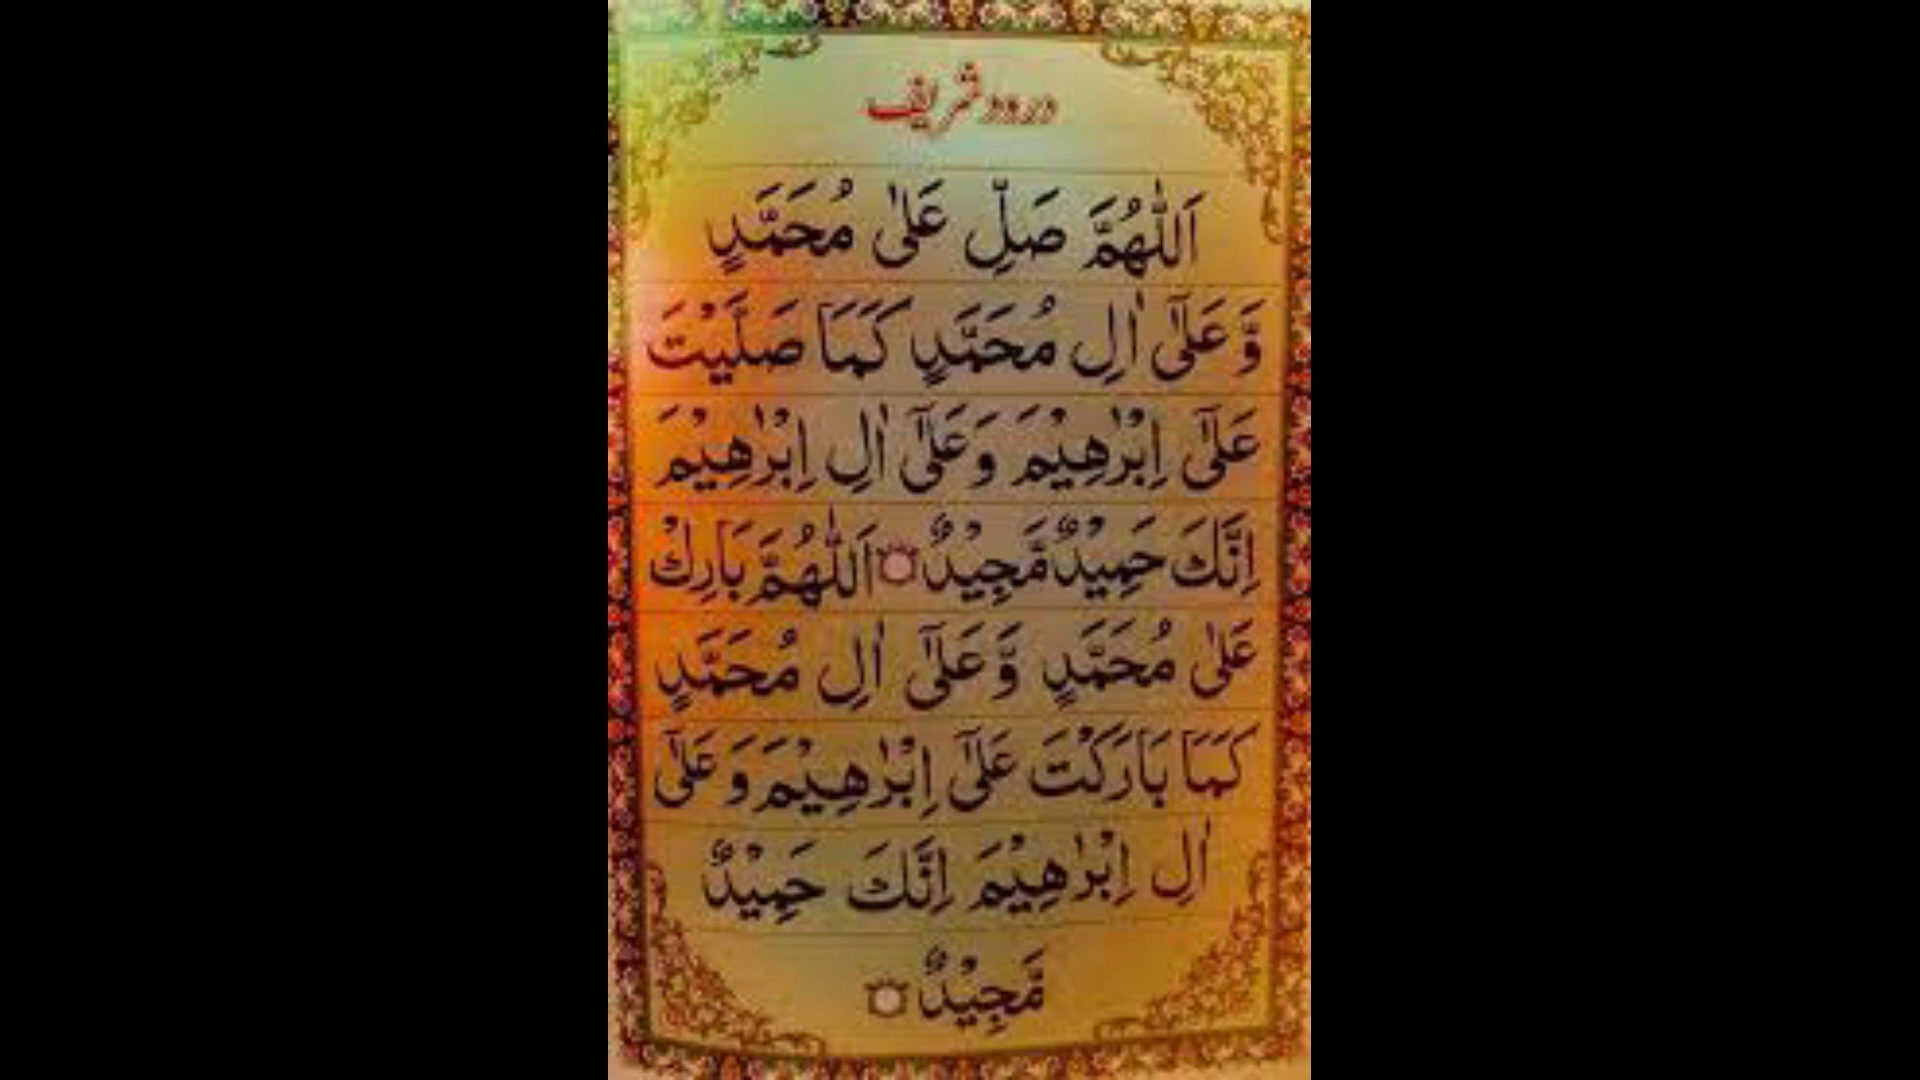 درود شریف
اَللّٰهُمَّ صَلِّ عَلٰى مُحَمَّدٍ
وَّعَلٰٓى اٰلِ مُحَمَّدٍ كَمَا صَلَّيْتَ
عَلٰٓى اِبْرٰهِيْمَ وَعَلٰٓى اٰلِ اِبْرٰهِيْمَ
اِنَّكَ حَمِيْدٌ مَّجِيْدٌ ۝ اَللّٰهُمَّ بَارِكْ
عَلٰى مُحَمَّدٍ وَّعَلٰٓى اٰلِ مُحَمَّدٍ
كَمَا بَارَكْتَ عَلٰٓى اِبْرٰهِيْمَ وَعَلٰٓى
اٰلِ اِبْرٰهِيْمَ اِنَّكَ حَمِيْدٌ
مَّجِيْدٌ ۝